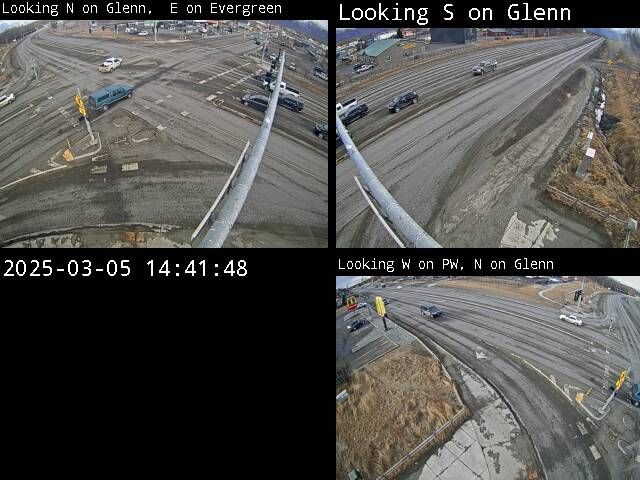 Looking N on Glenn,  E on Evergreen
Looking S on Glenn
2025-03-05 14:41:48
Looking W on PW, N on Glenn